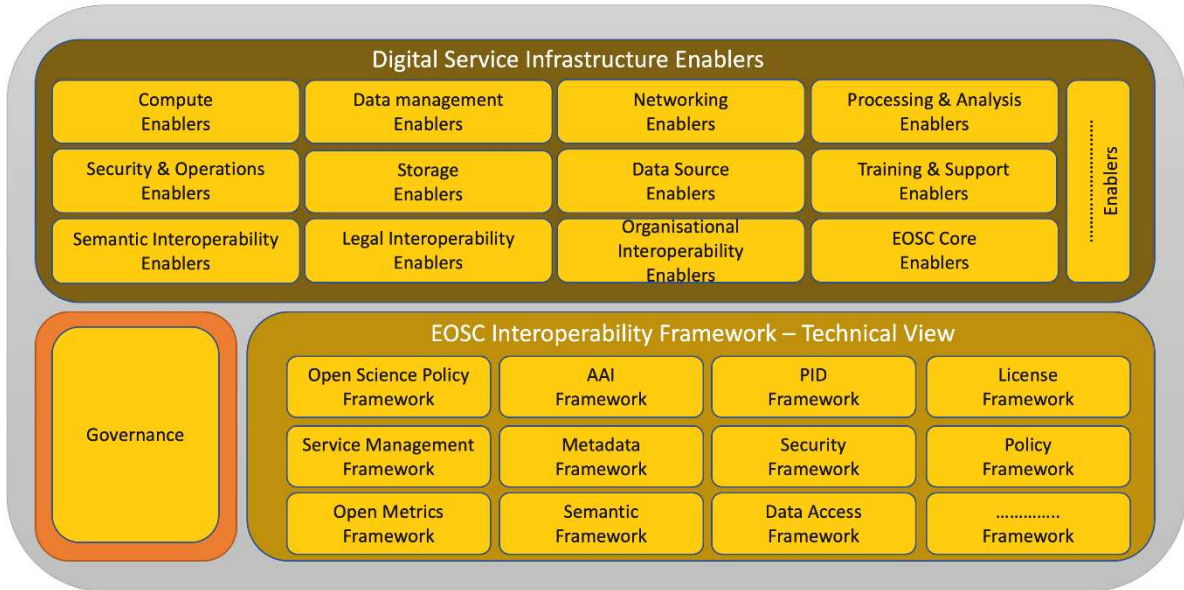 Digital Service Infrastructure Enablers
Compute
Enablers
Data management
Enablers
Networking
Enablers
Processing & Analysis
Enablers
Security & Operations
Enablers
Storage
Enablers
Data Source
Enablers
Training & Support
Enablers
Semantic Interoperability
Enablers
Legal Interoperability
Enablers
Organisational
Interoperability
Enablers
EOSC Core
Enablers
........................
Enablers
EOSC Interoperability Framework – Technical View
Open Science Policy
Framework
AAI
Framework
PID
Framework
License
Framework
Service Management
Framework
Metadata
Framework
Security
Framework
Policy
Framework
Open Metrics
Framework
Semantic
Framework
Data Access
Framework
…………..
Framework
Governance